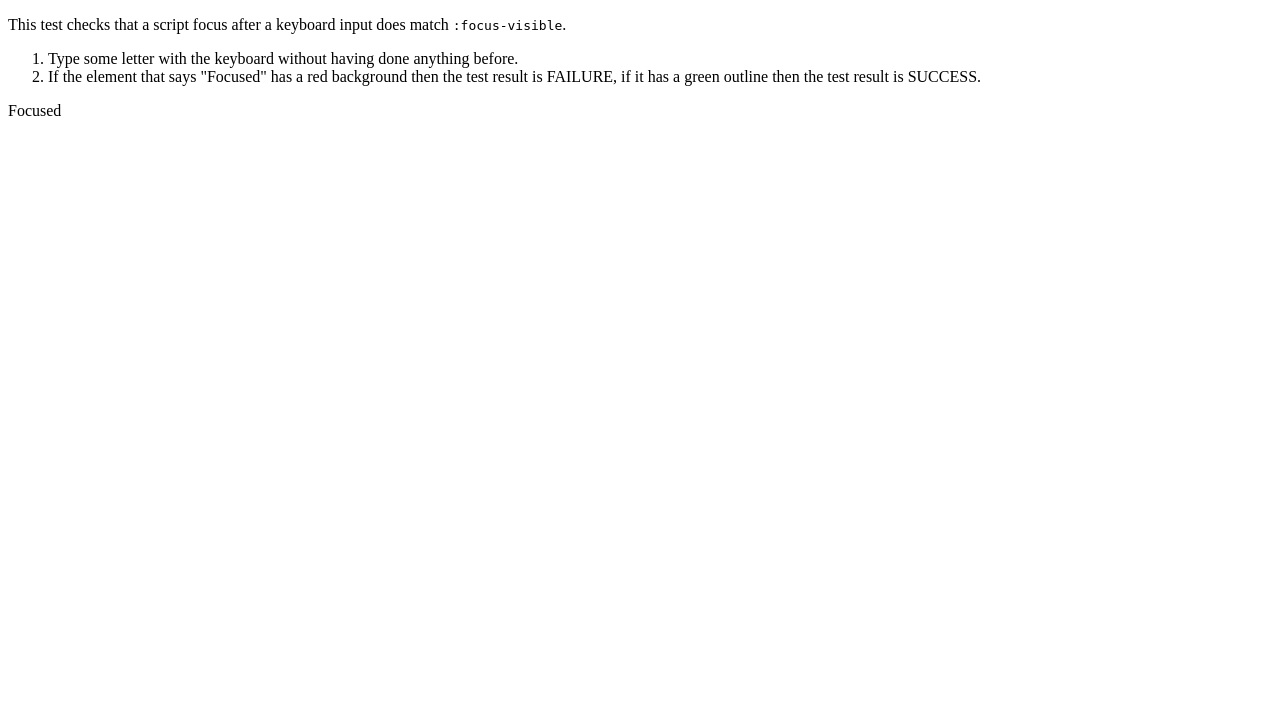 This test checks that a script focus after a keyboard input does match :focus-visible.
1. Type some letter with the keyboard without having done anything before.
2. If the element that says "Focused" has a red background then the test result is FAILURE, if it has a green outline then the test result is SUCCESS.
Focused